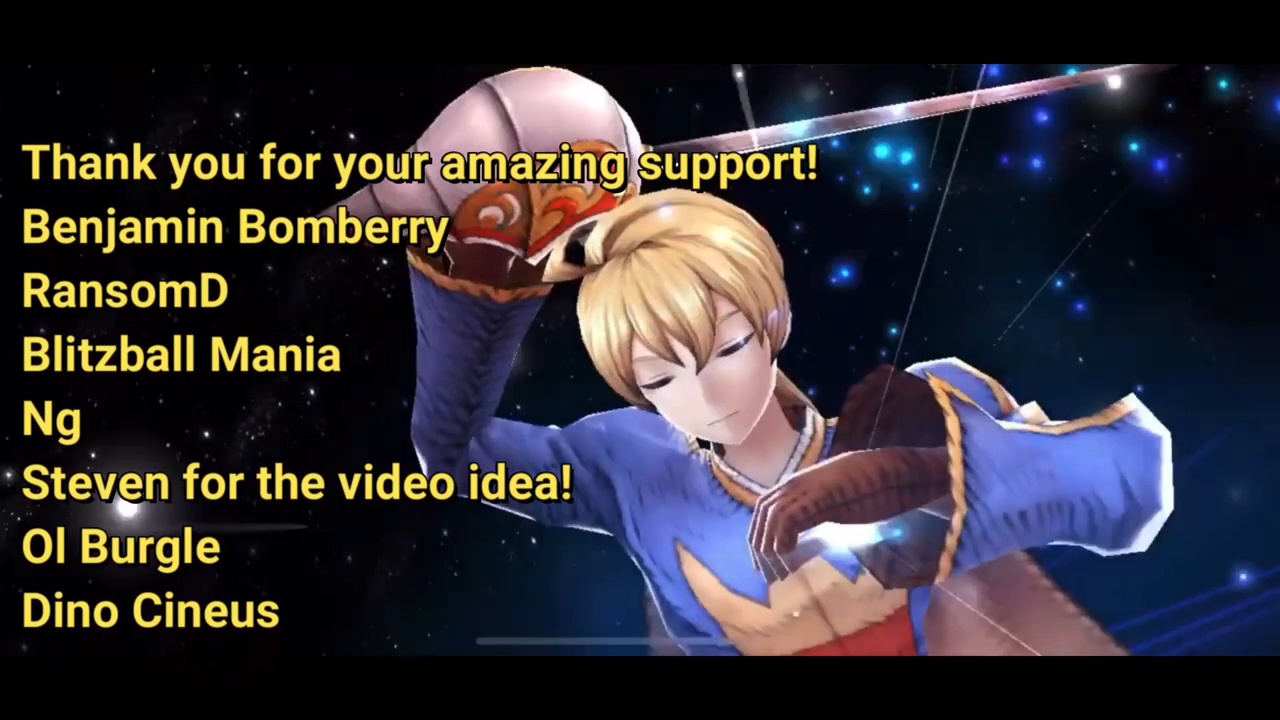 Thank you for your amazing support!
Benjamin Bomberry
RansomD
Blitzball Mania
Ng
Steven for the video idea!
Ol Burgle
Dino Cineus